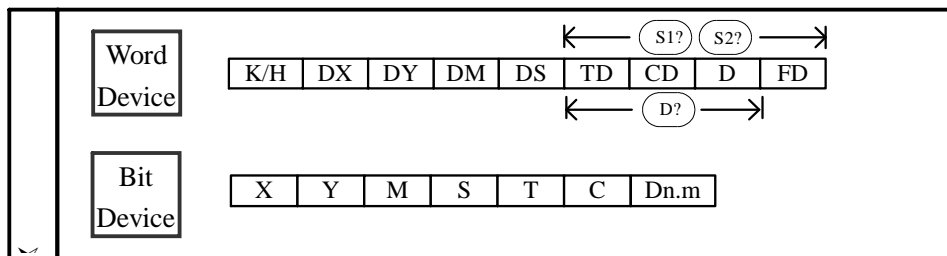 S1? S2?
Word Device
K/H DX DY DM DS TD CD D FD
D?
Bit Device
X Y M S T C Dn.m